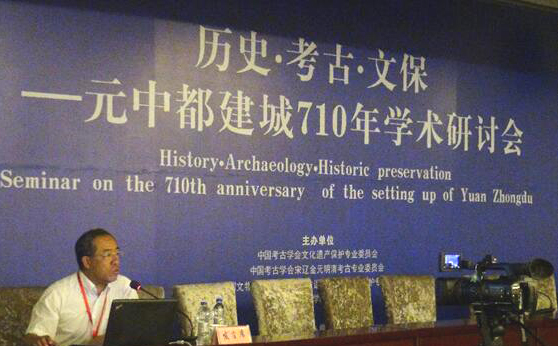 历史·考古·文保
—元中都建城710年学术研讨会
History·Archaeology·Historic preservation
Seminar on the 710th anniversary of the setting up of Yuan Zhongdu
主办单位
中国考古学会文化遗产保护专业委员会
中国考古学会宋辽金元明清考古专业委员会
发言席